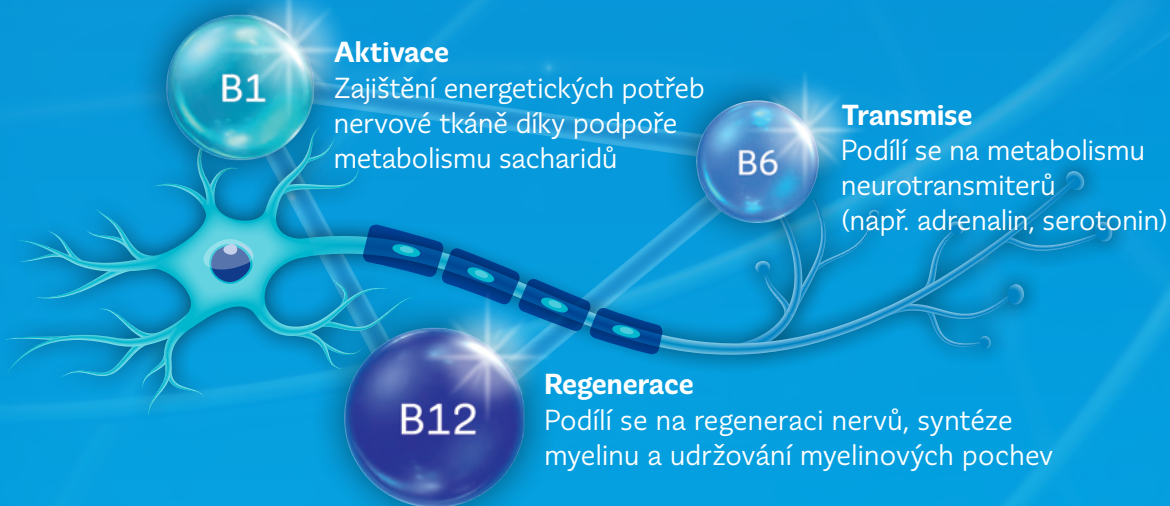 B1
Aktivace
Zajištění energetických potřeb
nervové tkáně díky podpoře
metabolismu sacharidů
B6
Transmise
Podílí se na metabolismu
neurotransmiterů
(např. adrenalin, serotonin)
B12
Regenerace
Podílí se na regeneraci nervů, syntéze
myelinu a udržování myelinových pochev